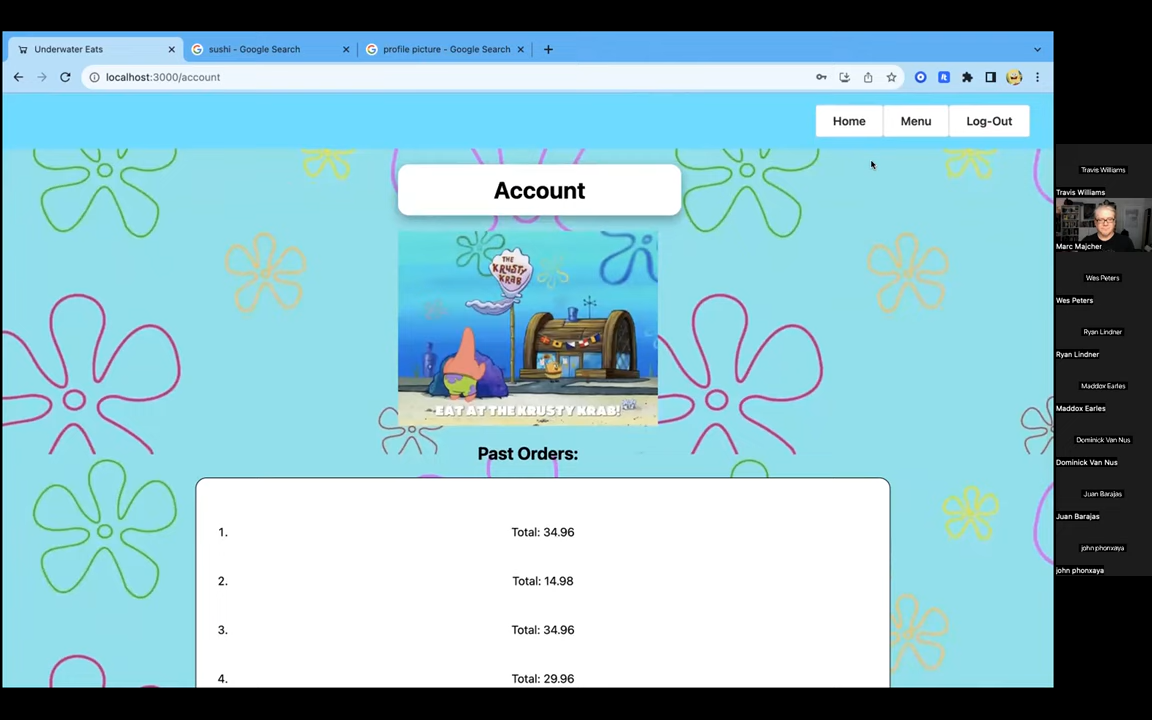 Underwater Eats
sushi - Google Search
profile picture - Google Search
localhost:3000/account
Home
Menu
Log-Out
Account
THE
KRUSTY
KRAB
EAT AT THE KRUSTY KRAB!
Past Orders:
1.
Total: 34.96
2.
Total: 14.98
3.
Total: 34.96
4.
Total: 29.96
Travis Williams
Travis Williams
Marc Majcher
Wes Peters
Wes Peters
Ryan Lindner
Ryan Lindner
Maddox Earles
Maddox Earles
Dominick Van Nus
Dominick Van Nus
Juan Barajas
Juan Barajas
john phonxaya
john phonxaya